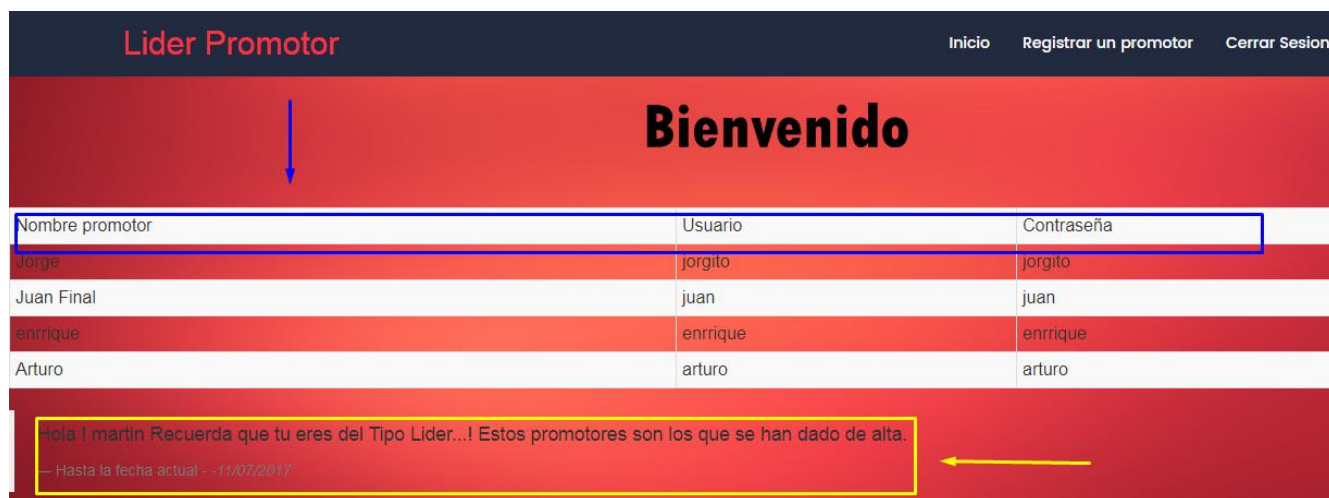 Lider Promotor
Inicio Registrar un promotor Cerrar Sesion
Bienvenido
Nombre promotor Usuario Contraseña
Jorge jorgito jorgito
Juan Final juan juan
enrrique enrrique enrrique
Arturo arturo arturo
Hola ! martin Recuerda que tu eres del Tipo Lider...! Estos promotores son los que se han dado de alta.
— Hasta la fecha actual - -11/07/2017